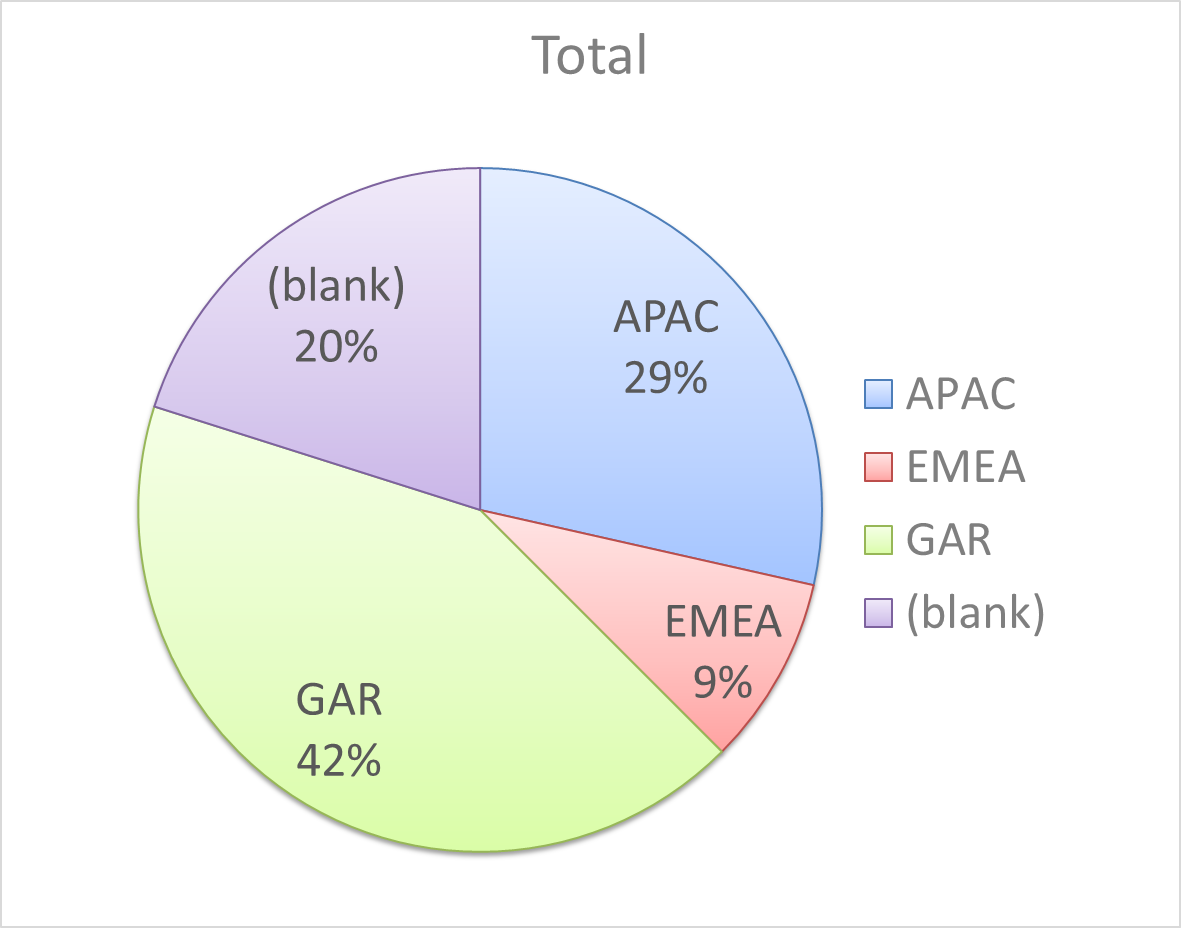 Total
(blank)
20%
APAC
29%
EMEA
9%
GAR
42%
APAC
EMEA
GAR
(blank)